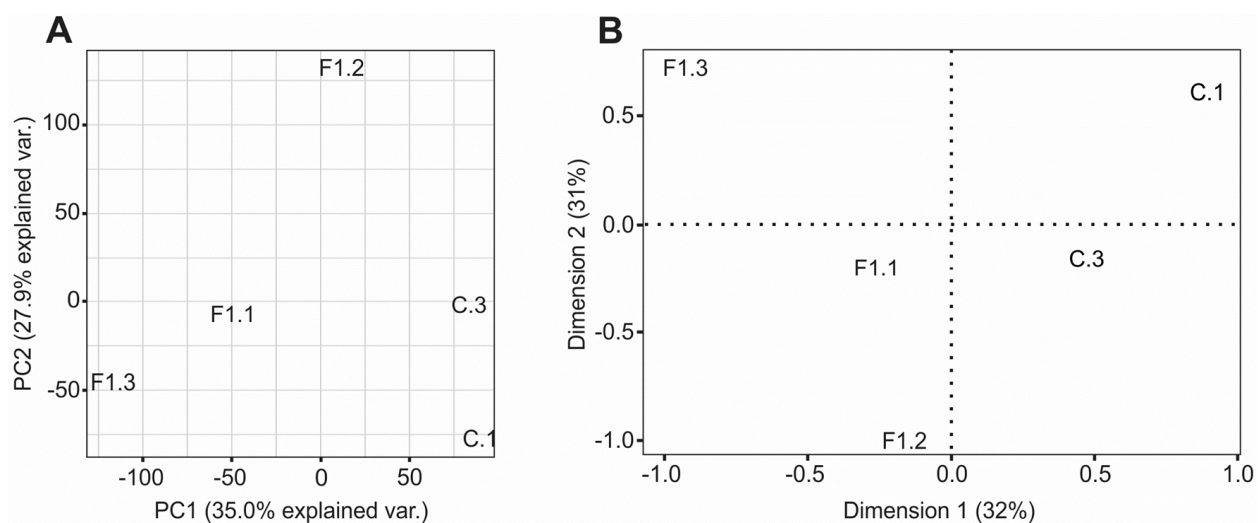 A
F1.2
100
50
0
-50
F1.1
C.3
F1.3
C.1
-100
-50
0
50
PC1 (35.0% explained var.)
PC2 (27.9% explained var.)
B
F1.3
C.1
0.5
0.0
-0.5
-1.0
F1.1
C.3
F1.2
-1.0
-0.5
0.0
0.5
1.0
Dimension 1 (32%)
Dimension 2 (31%)